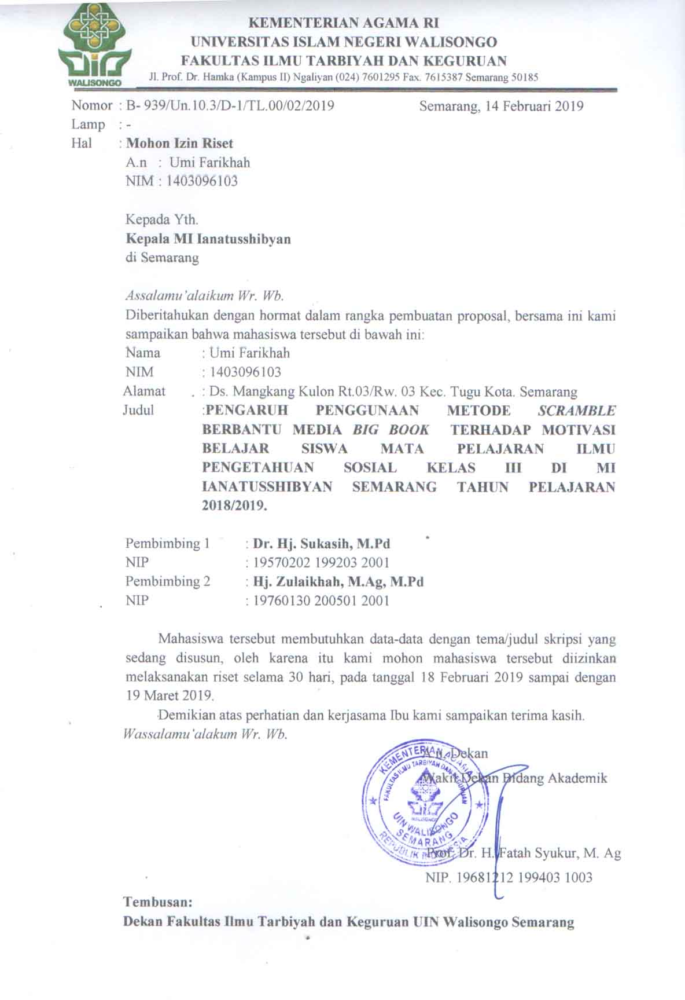 KEMENTERIAN AGAMA RI
UNIVERSITAS ISLAM NEGERI WALISONGO
FAKULTAS ILMU TARBIYAH DAN KEGURUAN
Jl. Prof. Dr. Hamka (Kampus II) Ngaliyan (024) 7601295 Fax. 7615387 Semarang 50185
WALISONGO
Nomor : B- 939/Un.10.3/D-1/TL.00/02/2019 Semarang, 14 Februari 2019
Lamp : -
Hal : Mohon Izin Riset
A.n : Umi Farikhah
NIM : 1403096103
Kepada Yth.
Kepala MI Ianatusshibyan
di Semarang
Assalamu'alaikum Wr. Wb.
Diberitahukan dengan hormat dalam rangka pembuatan proposal, bersama ini kami
sampaikan bahwa mahasiswa tersebut di bawah ini:
Nama : Umi Farikhah
NIM : 1403096103
Alamat : Ds. Mangkang Kulon Rt.03/Rw. 03 Kec. Tugu Kota. Semarang
Judul :PENGARUH PENGGUNAAN METODE SCRAMBLE
BERBANTU MEDIA BIG BOOK TERHADAP MOTIVASI
BELAJAR SISWA MATA PELAJARAN ILMU
PENGETAHUAN SOSIAL KELAS III DI MI
IANATUSSHIBYAN SEMARANG TAHUN PELAJARAN
2018/2019.
Pembimbing 1 : Dr. Hj. Sukasih, M.Pd
NIP : 19570202 199203 2001
Pembimbing 2 : Hj. Zulaikhah, M.Ag, M.Pd
NIP : 19760130 200501 2001
Mahasiswa tersebut membutuhkan data-data dengan tema/judul skripsi yang
sedang disusun, oleh karena itu kami mohon mahasiswa tersebut diizinkan
melaksanakan riset selama 30 hari, pada tanggal 18 Februari 2019 sampai dengan
19 Maret 2019.
Demikian atas perhatian dan kerjasama Ibu kami sampaikan terima kasih.
Wassalamu'alakum Wr. Wb.
A.n. Dekan
Wakil Dekan Bidang Akademik
KEMENTERIAN AGAMA
FAKULTAS ILMU TARBIYAH DAN KEGURUAN
WALISONGO
UIN WALISONGO
SEMARANG
REPUBLIK INDONESIA
Prof. Dr. H. Fatah Syukur, M. Ag
NIP. 19681212 199403 1003
Tembusan:
Dekan Fakultas Ilmu Tarbiyah dan Keguruan UIN Walisongo Semarang